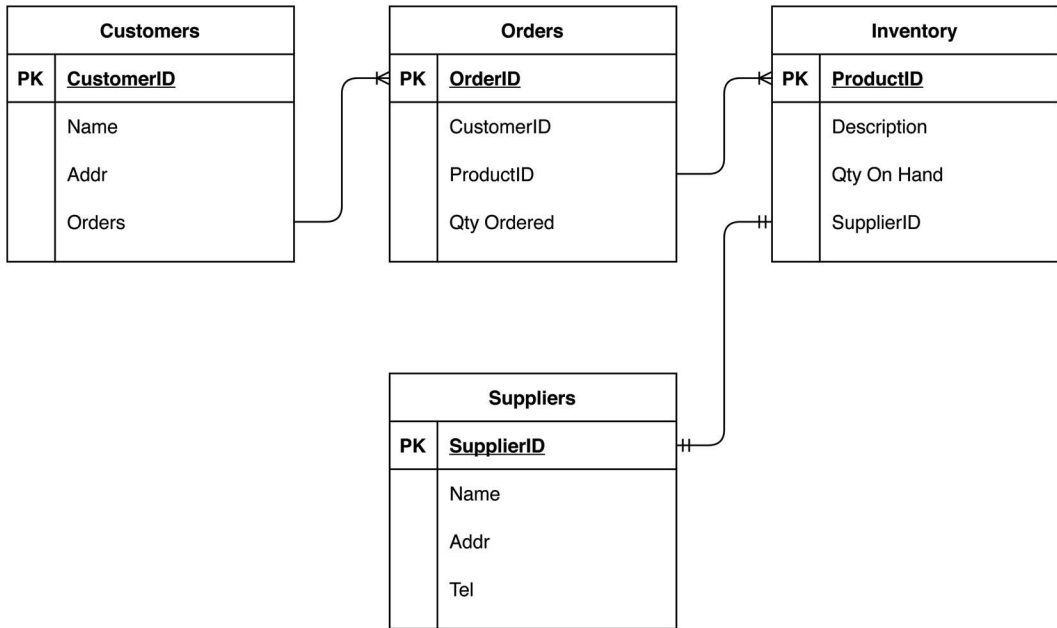 Customers
PK CustomerID
Name
Addr
Orders
Orders
PK OrderID
CustomerID
ProductID
Qty Ordered
Inventory
PK ProductID
Description
Qty On Hand
SupplierID
Suppliers
PK SupplierID
Name
Addr
Tel